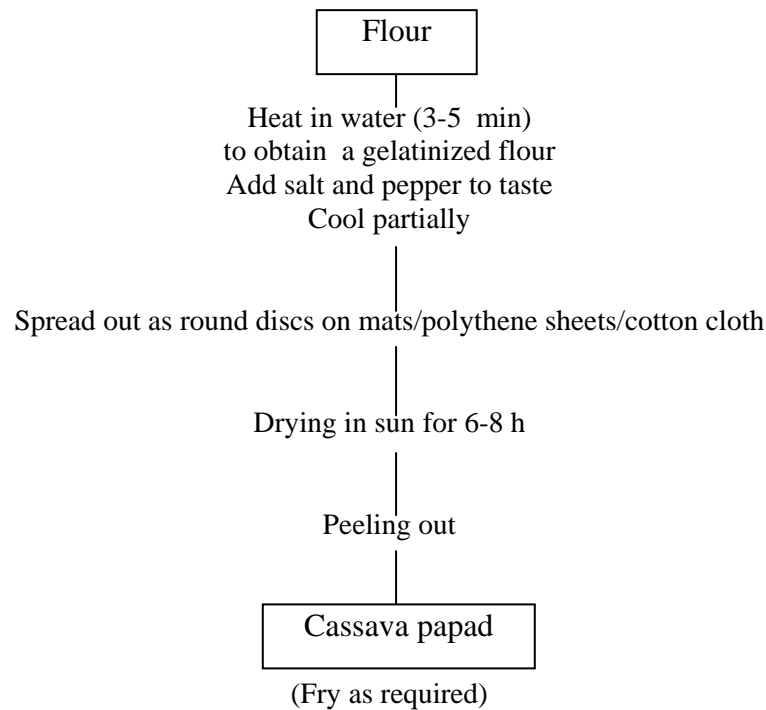 Flour
Heat in water (3-5 min)
to obtain a gelatinized flour
Add salt and pepper to taste
Cool partially
Spread out as round discs on mats/polythene sheets/cotton cloth
Drying in sun for 6-8 h
Peeling out
Cassava papad
(Fry as required)